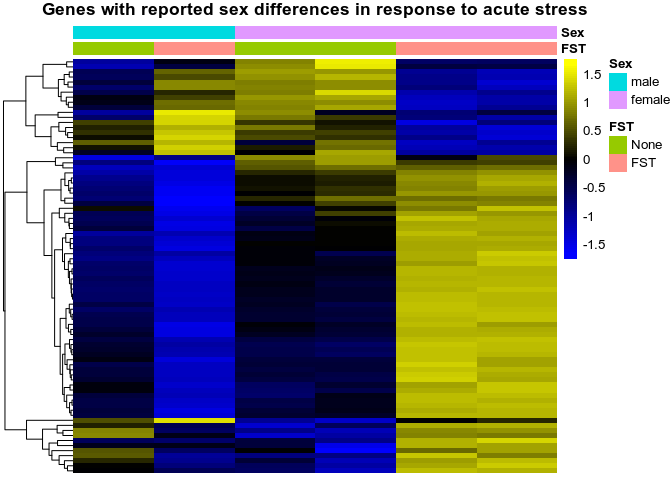 Genes with reported sex differences in response to acute stress
Sex
FST
1.5
1
0.5
0
-0.5
-1
-1.5
Sex
male
female
FST
None
FST